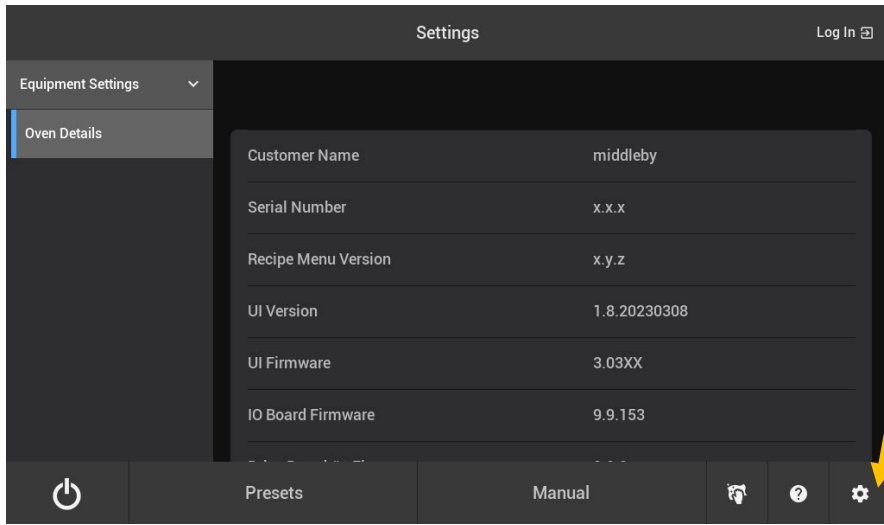 Settings
Log In
Equipment Settings
Oven Details
Customer Name middleby
Serial Number x.x.x
Recipe Menu Version x.y.z
UI Version 1.8.20230308
UI Firmware 3.03XX
IO Board Firmware 9.9.153
Presets Manual ?